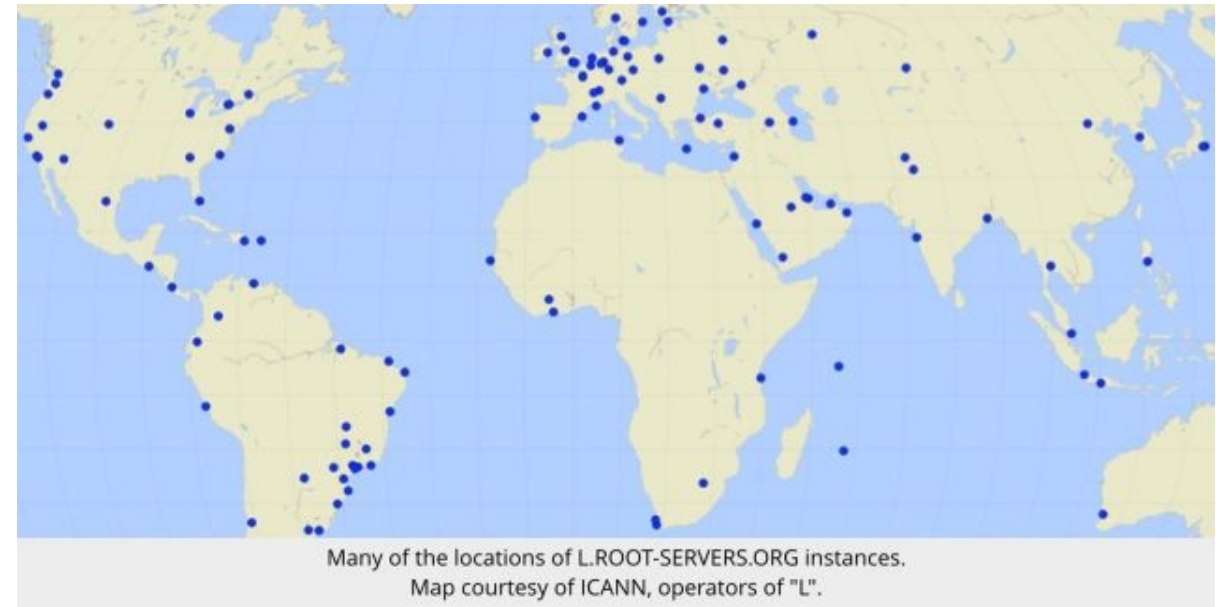 Many of the locations of L.ROOT-SERVERS.ORG instances.
Map courtesy of ICANN, operators of "L".